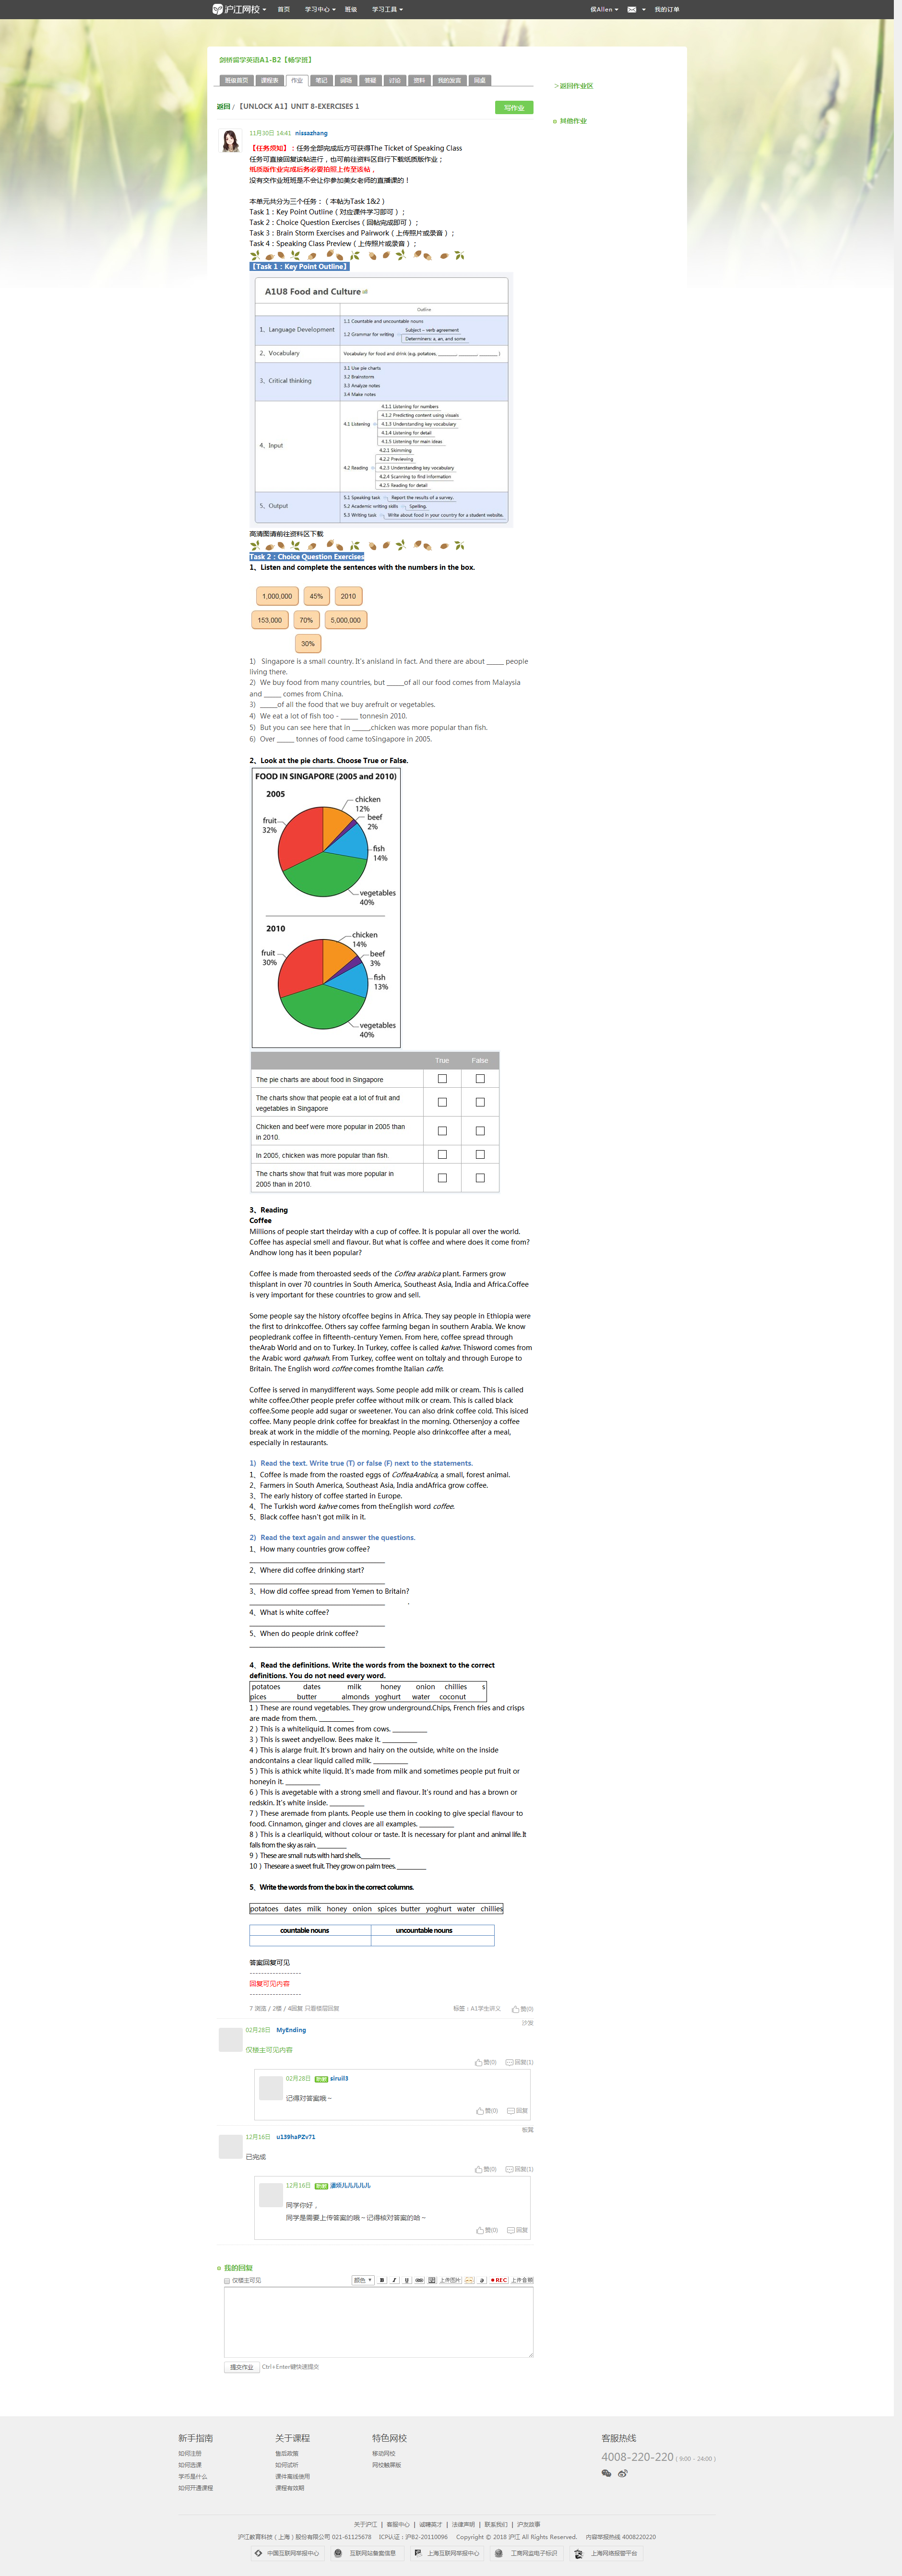 沪江网校 首页 学习中心 班级 学习工具 侯Allen 我的订单
剑桥留学英语A1-B2【畅学班】
班级首页 课程表 作业 笔记 训练 答疑 讨论 资料 我的发言 同桌
>返回作业区
返回 / 【UNLOCK A1】UNIT 8-EXERCISES 1
写作业
其他作业
11月30日 14:41 nissazhang
【任务须知】：任务全部完成后方可获得The Ticket of Speaking Class
任务可直接回复该帖进行，也可前往资料区自行下载纸质版作业；
纸质版作业完成后务必要拍照上传至该帖，
没有交作业班班是不会让你参加美女老师的直播课的！
本单元共分为三个任务：（本帖为Task 1&2）
Task 1：Key Point Outline（对应课件学习即可）；
Task 2：Choice Question Exercises（回帖完成即可）；
Task 3：Brain Storm Exercises and Pairwork（上传照片或录音）；
Task 4：Speaking Class Preview（上传照片或录音）；
【Task 1：Key Point Outline】
A1U8 Food and Culture
Outline
1、Language Development
1.1 Countable and uncountable nouns
1.2 Grammar for writing
Subject – verb agreement
Determiners: a, an, and some
2、Vocabulary
Vocabulary for food and drink (e.g. potatoes, ______, ______, ______ )
3、Critical thinking
3.1 Use pie charts
3.2 Brainstorm
3.3 Analyze notes
3.4 Make notes
4、Input
4.1 Listening
4.1.1 Listening for numbers
4.1.2 Predicting content using visuals
4.1.3 Understanding key vocabulary
4.1.4 Listening for detail
4.1.5 Listening for main ideas
4.2 Reading
4.2.1 Skimming
4.2.2 Previewing
4.2.3 Understanding key vocabulary
4.2.4 Scanning to find information
4.2.5 Reading for detail
5、Output
5.1 Speaking task Report the results of a survey.
5.2 Academic writing skills Spelling.
5.3 Writing task Write about food in your country for a student website.
高清图请前往资料区下载
Task 2：Choice Question Exercises
1、Listen and complete the sentences with the numbers in the box.
1,000,000 45% 2010
153,000 70% 5,000,000
30%
1) Singapore is a small country. It's anisland in fact. And there are about _____ people
living there.
2) We buy food from many countries, but _____of all our food comes from Malaysia
and _____ comes from China.
3) _____of all the food that we buy arefruit or vegetables.
4) We eat a lot of fish too - _____ tonnesin 2010.
5) But you can see here that in _____,chicken was more popular than fish.
6) Over _____ tonnes of food came toSingapore in 2005.
2、Look at the pie charts. Choose True or False.
FOOD IN SINGAPORE (2005 and 2010)
2005
chicken
12%
beef
2%
fruit
32%
fish
14%
vegetables
40%
2010
chicken
14%
fruit
30%
beef
3%
fish
13%
vegetables
40%
True False
The pie charts are about food in Singapore
The charts show that people eat a lot of fruit and
vegetables in Singapore
Chicken and beef were more popular in 2005 than
in 2010.
In 2005, chicken was more popular than fish.
The charts show that fruit was more popular in
2005 than in 2010.
3、Reading
Coffee
Millions of people start theirday with a cup of coffee. It is popular all over the world.
Coffee has aspecial smell and flavour. But what is coffee and where does it come from?
Andhow long has it been popular?
Coffee is made from theroasted seeds of the Coffea arabica plant. Farmers grow
thisplant in over 70 countries in South America, Southeast Asia, India and Africa.Coffee
is very important for these countries to grow and sell.
Some people say the history ofcoffee begins in Africa. They say people in Ethiopia were
the first to drinkcoffee. Others say coffee farming began in southern Arabia. We know
peopledrank coffee in fifteenth-century Yemen. From here, coffee spread through
theArab World and on to Turkey. In Turkey, coffee is called kahve. Thisword comes from
the Arabic word qahwah. From Turkey, coffee went on toItaly and through Europe to
Britain. The English word coffee comes fromthe Italian caffe.
Coffee is served in manydifferent ways. Some people add milk or cream. This is called
white coffee.Other people prefer coffee without milk or cream. This is called black
coffee.Some people add sugar or sweetener. You can also drink coffee cold. This isiced
coffee. Many people drink coffee for breakfast in the morning. Othersenjoy a coffee
break at work in the middle of the morning. People also drinkcoffee after a meal,
especially in restaurants.
1) Read the text. Write true (T) or false (F) next to the statements.
1、Coffee is made from the roasted eggs of CoffeaArabica, a small, forest animal.
2、Farmers in South America, Southeast Asia, India andAfrica grow coffee.
3、The early history of coffee started in Europe.
4、The Turkish word kahve comes from theEnglish word coffee.
5、Black coffee hasn't got milk in it.
2) Read the text again and answer the questions.
1、How many countries grow coffee?
2、Where did coffee drinking start?
3、How did coffee spread from Yemen to Britain?
.
4、What is white coffee?
5、When do people drink coffee?
4、Read the definitions. Write the words from the boxnext to the correct
definitions. You do not need every word.
potatoes dates milk honey onion chillies s
pices butter almonds yoghurt water coconut
1）These are round vegetables. They grow underground.Chips, French fries and crisps
are made from them. __________
2）This is a whiteliquid. It comes from cows. __________
3）This is sweet andyellow. Bees make it. __________
4）This is alarge fruit. It's brown and hairy on the outside, white on the inside
andcontains a clear liquid called milk. __________
5）This is athick white liquid. It's made from milk and sometimes people put fruit or
honeyin it. __________
6）This is avegetable with a strong smell and flavour. It's round and has a brown or
redskin. It's white inside. __________
7）These aremade from plants. People use them in cooking to give special flavour to
food. Cinnamon, ginger and cloves are all examples. __________
8）This is a clearliquid, without colour or taste. It is necessary for plant and animal life. It
falls from the sky as rain. __________
9）These are small nuts with hard shells.__________
10）Theseare a sweet fruit. They grow on palm trees. __________
5、Write the words from the box in the correct columns.
potatoes dates milk honey onion spices butter yoghurt water chillies
countable nouns uncountable nouns
答案回复可见
------------------
回复可见内容
------------------
7 浏览 / 2楼 / 4回复 只看楼层回复 标签：A1学生讲义 赞(0)
沙发
02月28日 MyEnding
仅楼主可见内容
赞(0) 回复(1)
02月28日 siruil3
记得对答案哦~
赞(0) 回复
板凳
12月16日 u139haPZv71
已完成
赞(0) 回复(1)
12月16日
同学你好，
同学是需要上传答案的哦~记得核对答案的哈~
赞(0) 回复
我的回复
仅楼主可见 颜色 B I U 上传图片 REC 上传音频
提交作业 Ctrl+Enter键快速提交
新手指南 关于课程 特色网校 客服热线
如何注册 售后政策 移动网校
4008-220-220 ( 9:00 - 24:00 )
如何选课 如何试听 网校触屏版
学币是什么 课件离线使用
如何开通课程 课程有效期
关于沪江 | 客服中心 | 诚聘英才 | 法律声明 | 联系我们 | 沪友故事
沪江教育科技（上海）股份有限公司 021-61125678 ICP认证：沪B2-20110096 Copyright © 2018 沪江 All Rights Reserved. 内容举报热线 4008220220
中国互联网举报中心 互联网站备案信息 上海互联网举报中心 工商网监电子标识 上海网络报警平台